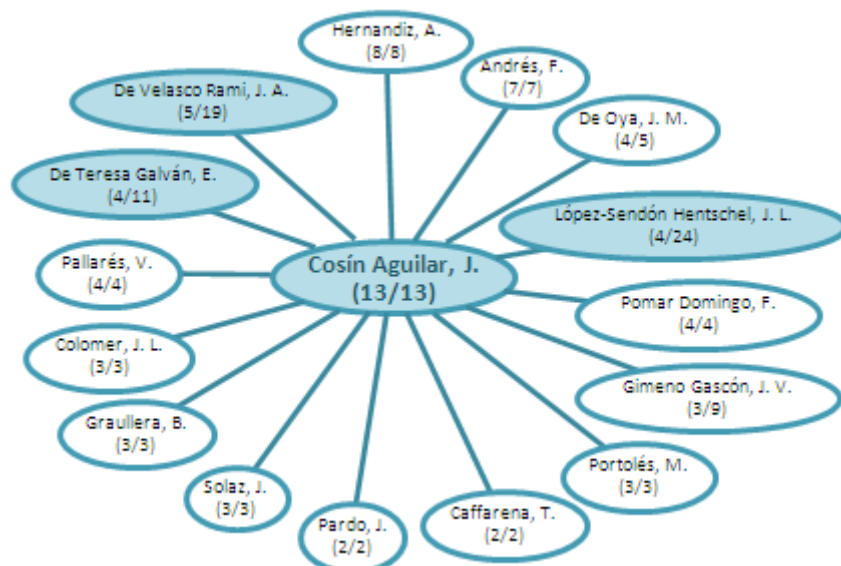 Hernandiz, A.
(8/8)
Andrés, F.
(7/7)
De Velasco Rami, J. A.
(5/19)
De Oya, J. M.
(4/5)
De Teresa Galván, E.
(4/11)
López-Sendón Hentschel, J. L.
(4/24)
Cosín Aguilar, J.
(13/13)
Pallarés, V.
(4/4)
Pomar Domingo, F.
(4/4)
Colomer, J. L.
(3/3)
Gimeno Gascón, J. V.
(3/9)
Graullera, B.
(3/3)
Portolés, M.
(3/3)
Solaz, J.
(3/3)
Caffarena, T.
(2/2)
Pardo, J.
(2/2)